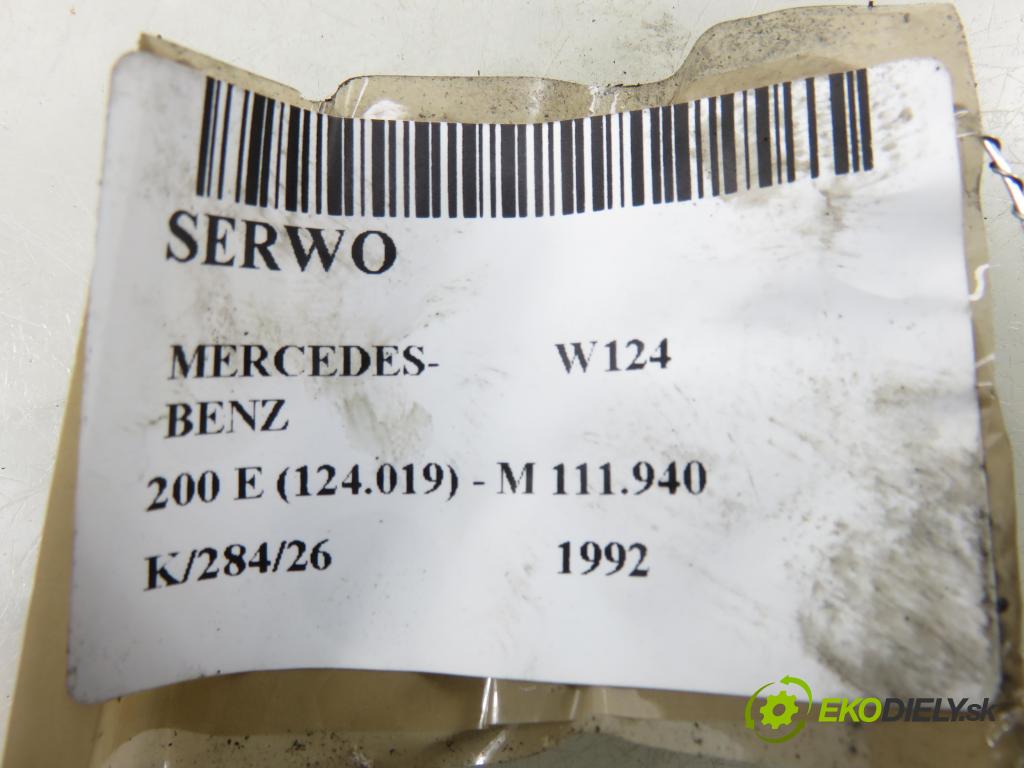 SERWO
MERCEDES- W124
BENZ
200 E (124.019) - M 111.940
K/284/26 1992
EKODIELY.sk